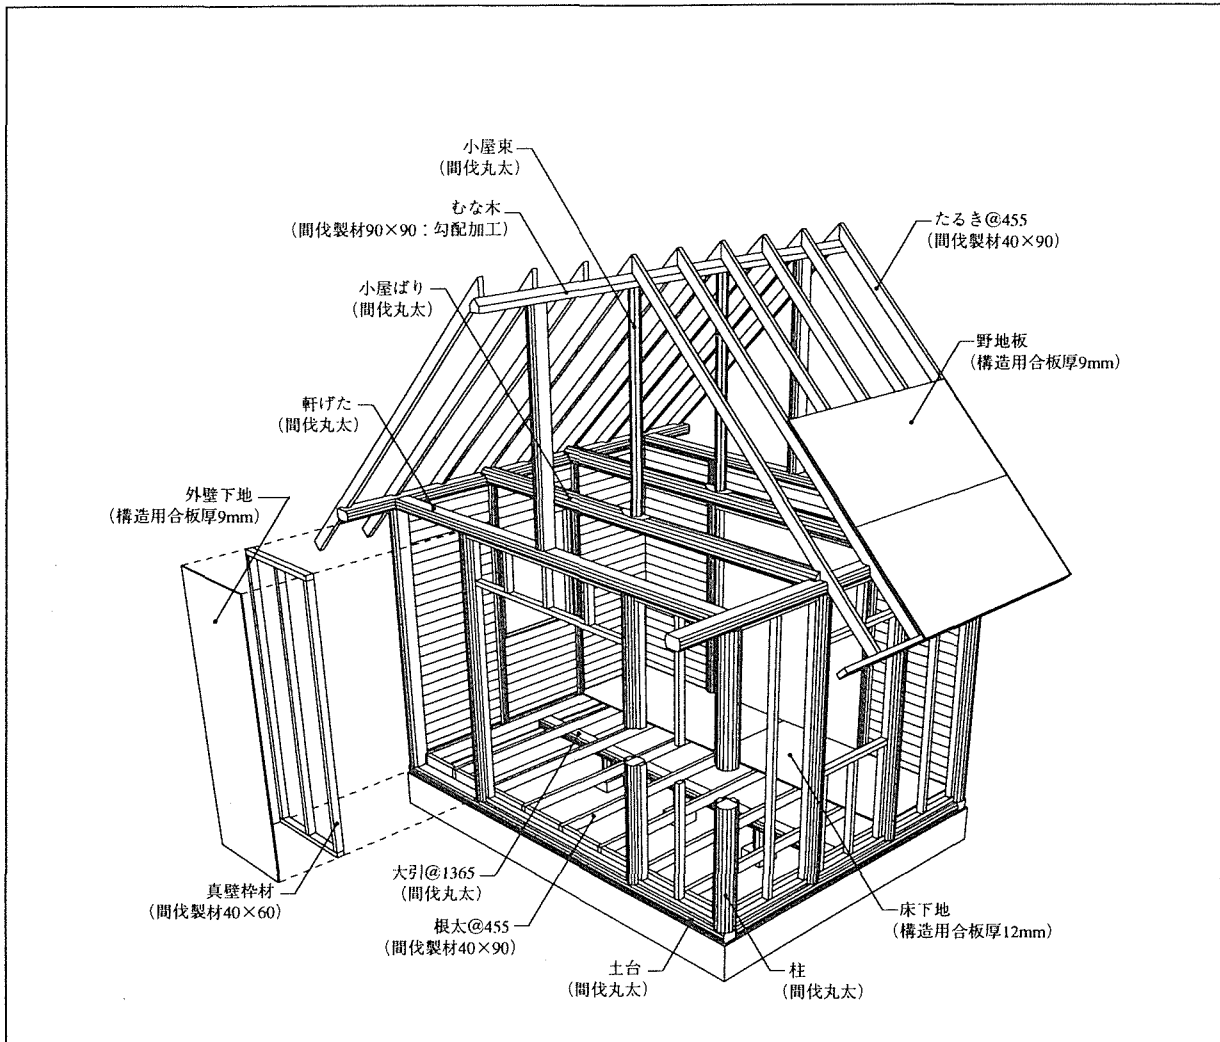 小屋束
（間伐丸太）
むな木
（間伐製材90×90：勾配加工）
たるき@455
（間伐製材40×90）
小屋ばり
（間伐丸太）
野地板
（構造用合板厚9mm）
軒げた
（間伐丸太）
外壁下地
（構造用合板厚9mm）
大引@1365
（間伐丸太）
真壁枠材
（間伐製材40×60）
根太@455
（間伐製材40×90）
床下地
（構造用合板厚12mm）
土台
（間伐丸太）
柱
（間伐丸太）